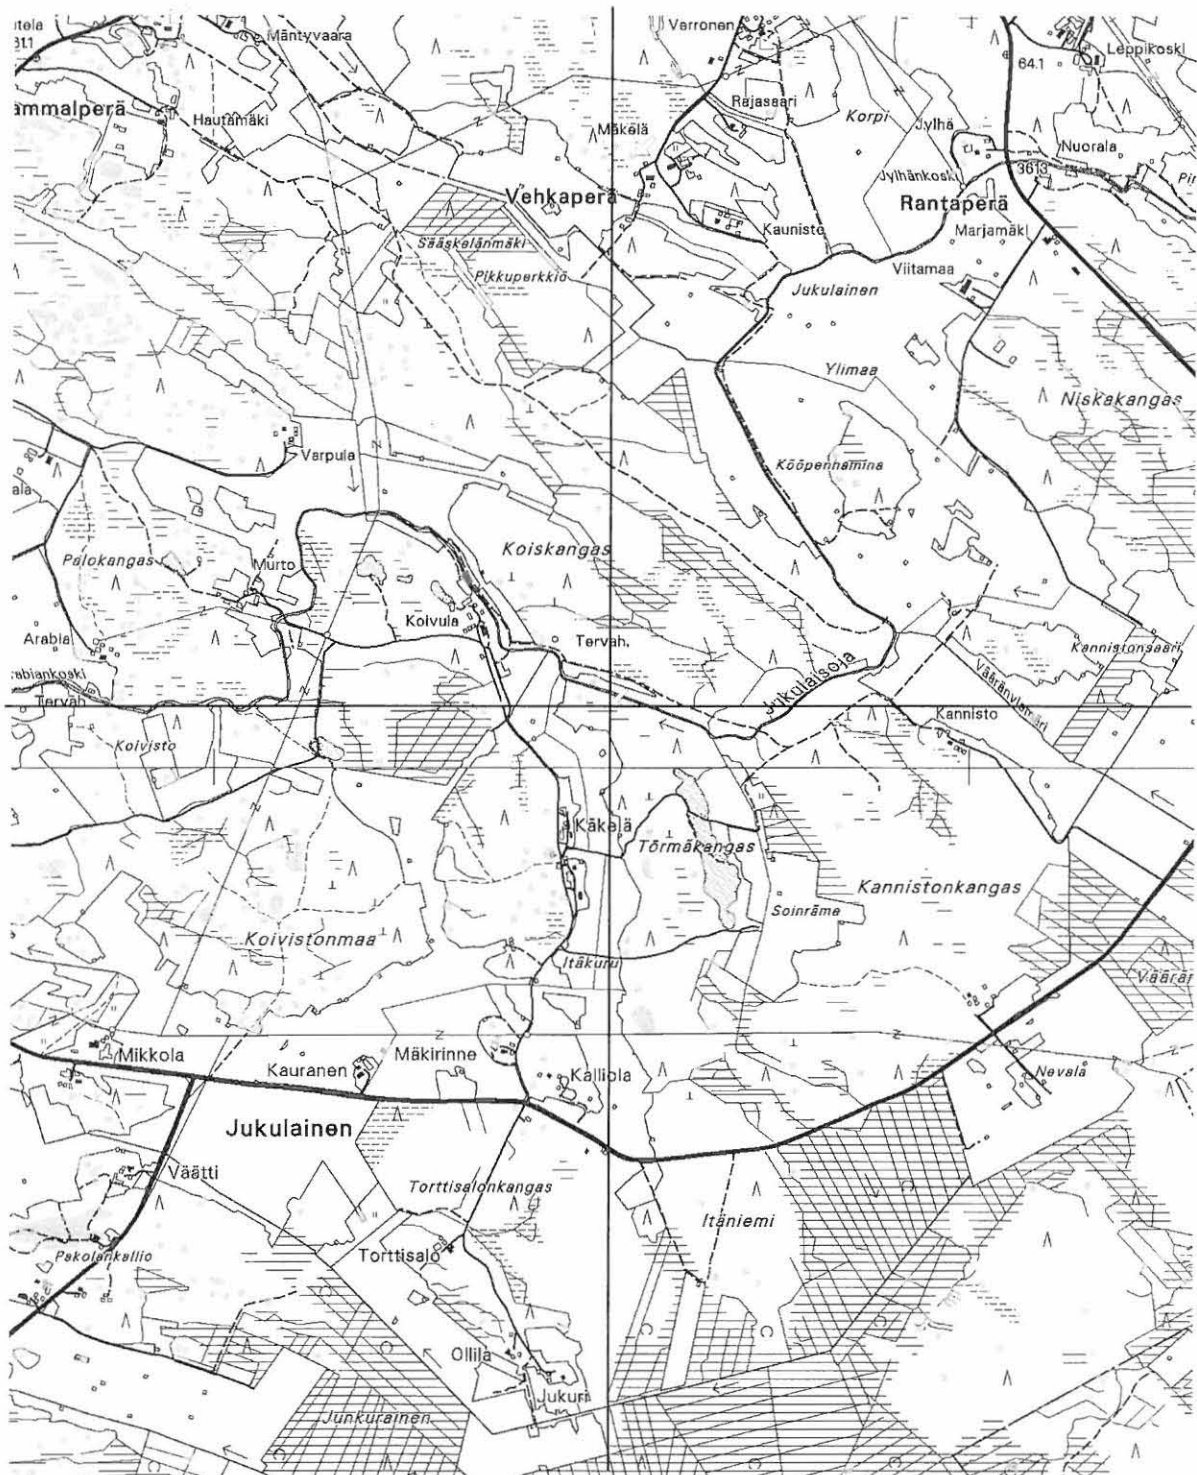 Mäntyvaara
Verronen
Leppikoski
64.1
Rajasaari
Korpi
Jylhä
Nuorala
Hautamäki
Mäkelä
Jylhänkoski
3613
Vehkaperä
Rantaperä
Kaunisto
Marjamäki
Sääskelänmäki
Pikkuperkkiö
Viitamaa
Jukulainen
Ylimaa
Niskakangas
Varpula
Kööpenhamina
Koiskangas
Palokangas
Murto
Koivula
Tervah.
Arabia
Kannistonsaari
Jukulaisoja
Tervah.
Kannisto
Koivisto
Käkelä
Törmäkangas
Kannistonkangas
Soinräme
Koivistonmaa
Itäkuru
Mikkola
Mäkirinne
Kauranen
Kalliola
Nevala
Jukulainen
Väätti
Torttisalonkangas
Itäniemi
Pakolankallio
Torttisalo
Ollila
Jukuri
Junkurainen